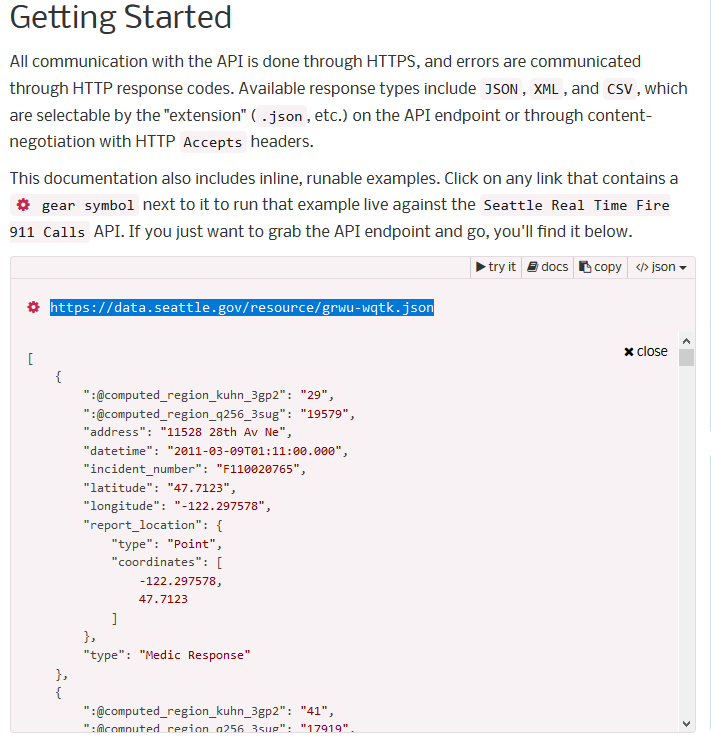 Getting Started
All communication with the API is done through HTTPS, and errors are communicated
through HTTP response codes. Available response types include JSON, XML, and CSV, which
are selectable by the "extension" ( .json , etc.) on the API endpoint or through content-
negotiation with HTTP Accepts headers.
This documentation also includes inline, runable examples. Click on any link that contains a
gear symbol next to it to run that example live against the Seattle Real Time Fire
911 Calls API. If you just want to grab the API endpoint and go, you'll find it below.
try it docs copy </> json
https://data.seattle.gov/resource/grwu-wqtk.json
close
[
{
":@computed_region_kuhn_3gp2": "29",
":@computed_region_q256_3sug": "19579",
"address": "11528 28th Av Ne",
"datetime": "2011-03-09T01:11:00.000",
"incident_number": "F110020765",
"latitude": "47.7123",
"longitude": "-122.297578",
"report_location": {
"type": "Point",
"coordinates": [
-122.297578,
47.7123
]
},
"type": "Medic Response"
},
{
":@computed_region_kuhn_3gp2": "41",
":@computed_region_q256_3sug": "17919",